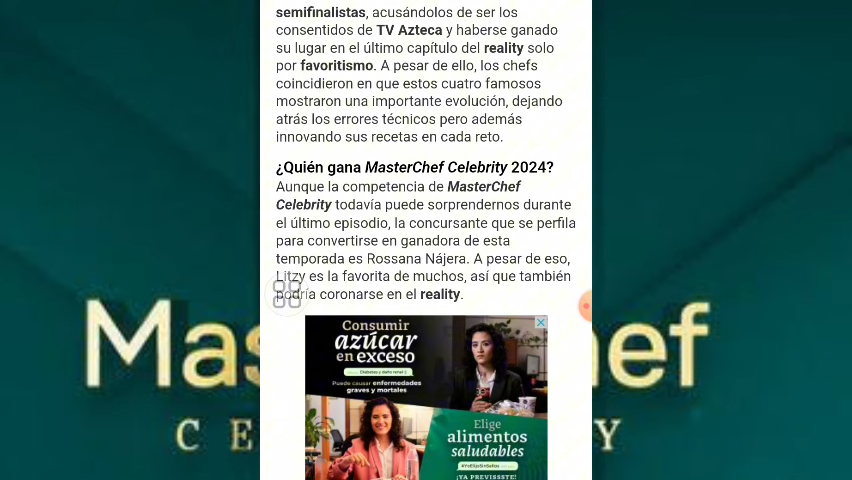 semifinalistas, acusándolos de ser los
consentidos de TV Azteca y haberse ganado
su lugar en el último capítulo del reality solo
por favoritismo. A pesar de ello, los chefs
coincidieron en que estos cuatro famosos
mostraron una importante evolución, dejando
atrás los errores técnicos pero además
innovando sus recetas en cada reto.
¿Quién gana MasterChef Celebrity 2024?
Aunque la competencia de MasterChef
Celebrity todavía puede sorprendernos durante
el último episodio, la concursante que se perfila
para convertirse en ganadora de esta
temporada es Rossana Nájera. A pesar de eso,
Litzy es la favorita de muchos, así que también
podría coronarse en el reality.
Mas
ef
C E
Y
Consumir
azúcar
en exceso
Diabetes y daño renal
Puede causar enfermedades
graves y mortales
Elige
alimentos
saludables
#YoElijoSinSellos
¡YA PREVISSSTE!